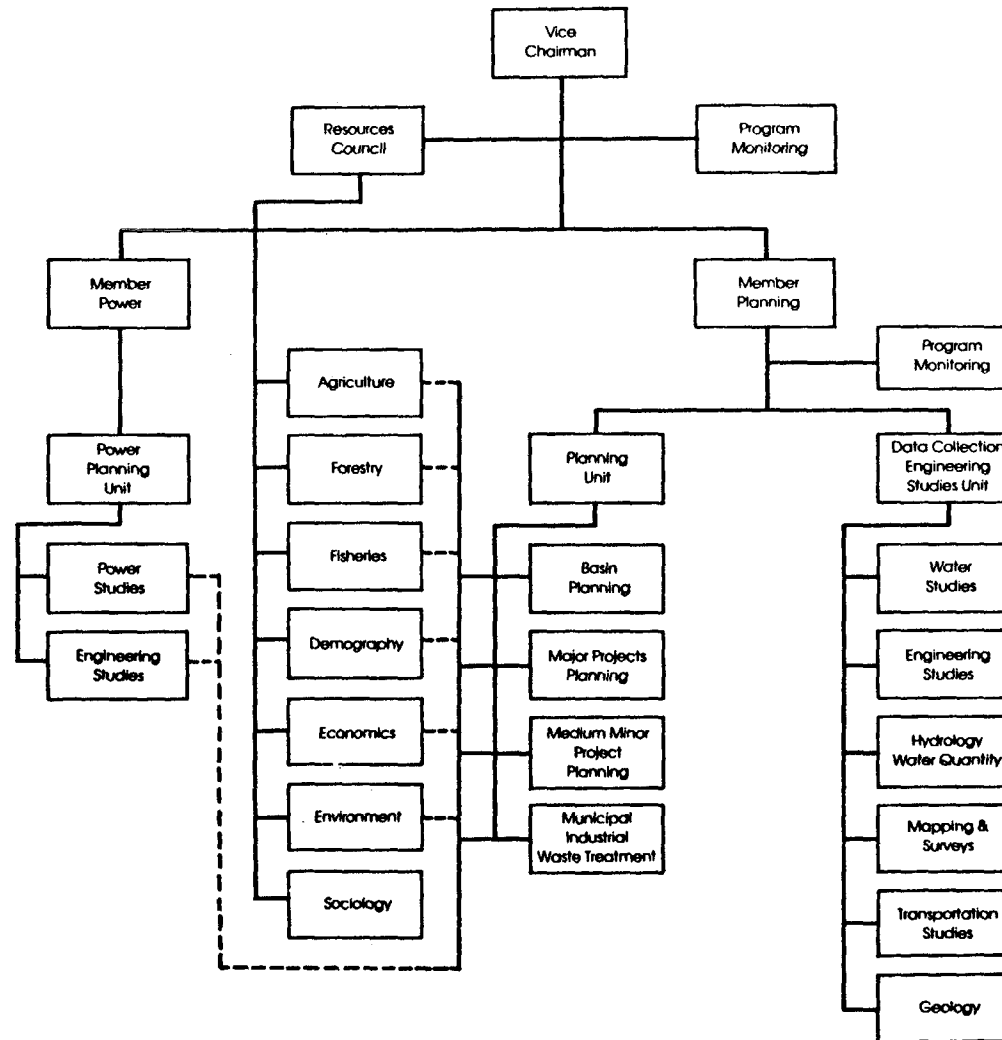 Vice
Chairman
Resources
Council
Program
Monitoring
Member
Power
Member
Planning
Program
Monitoring
Agriculture
Power
Planning
Unit
Forestry
Planning
Unit
Data Collection
Engineering
Studies Unit
Power
Studies
Fisheries
Basin
Planning
Water
Studies
Engineering
Studies
Demography
Major Projects
Planning
Engineering
Studies
Economics
Medium Minor
Project
Planning
Hydrology
Water Quantity
Environment
Municipal
Industrial
Waste Treatment
Mapping &
Surveys
Sociology
Transportation
Studies
Geology